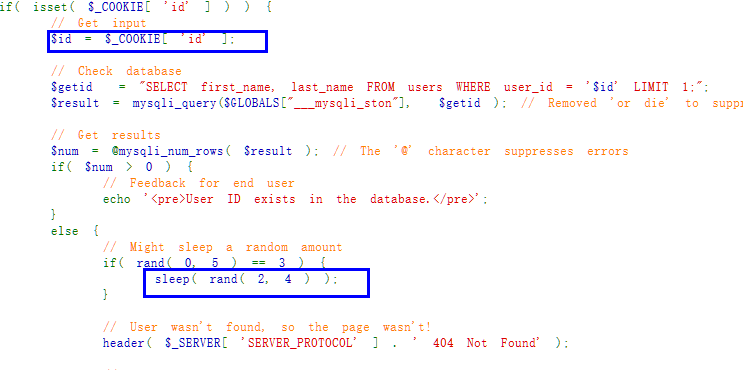 if( isset( $_COOKIE[ 'id' ] ) ) {
// Get input
$id = $_COOKIE[ 'id' ];
// Check database
$getid = "SELECT first_name, last_name FROM users WHERE user_id = '$id' LIMIT 1;";
$result = mysqli_query($GLOBALS["___mysqli_ston"], $getid ); // Removed 'or die' to supp
// Get results
$num = @mysqli_num_rows( $result ); // The '@' character suppresses errors
if( $num > 0 ) {
// Feedback for end user
echo '<pre>User ID exists in the database.</pre>';
}
else {
// Might sleep a random amount
if( rand( 0, 5 ) == 3 ) {
sleep( rand( 2, 4 ) );
}
// User wasn't found, so the page wasn't!
header( $_SERVER[ 'SERVER_PROTOCOL' ] . ' 404 Not Found' );